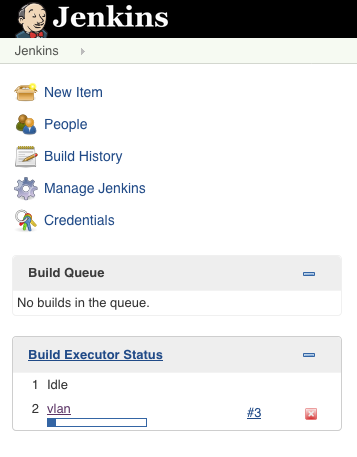 Jenkins
Jenkins
New Item
People
Build History
Manage Jenkins
Credentials
Build Queue
No builds in the queue.
Build Executor Status
1 Idle
2 vlan #3